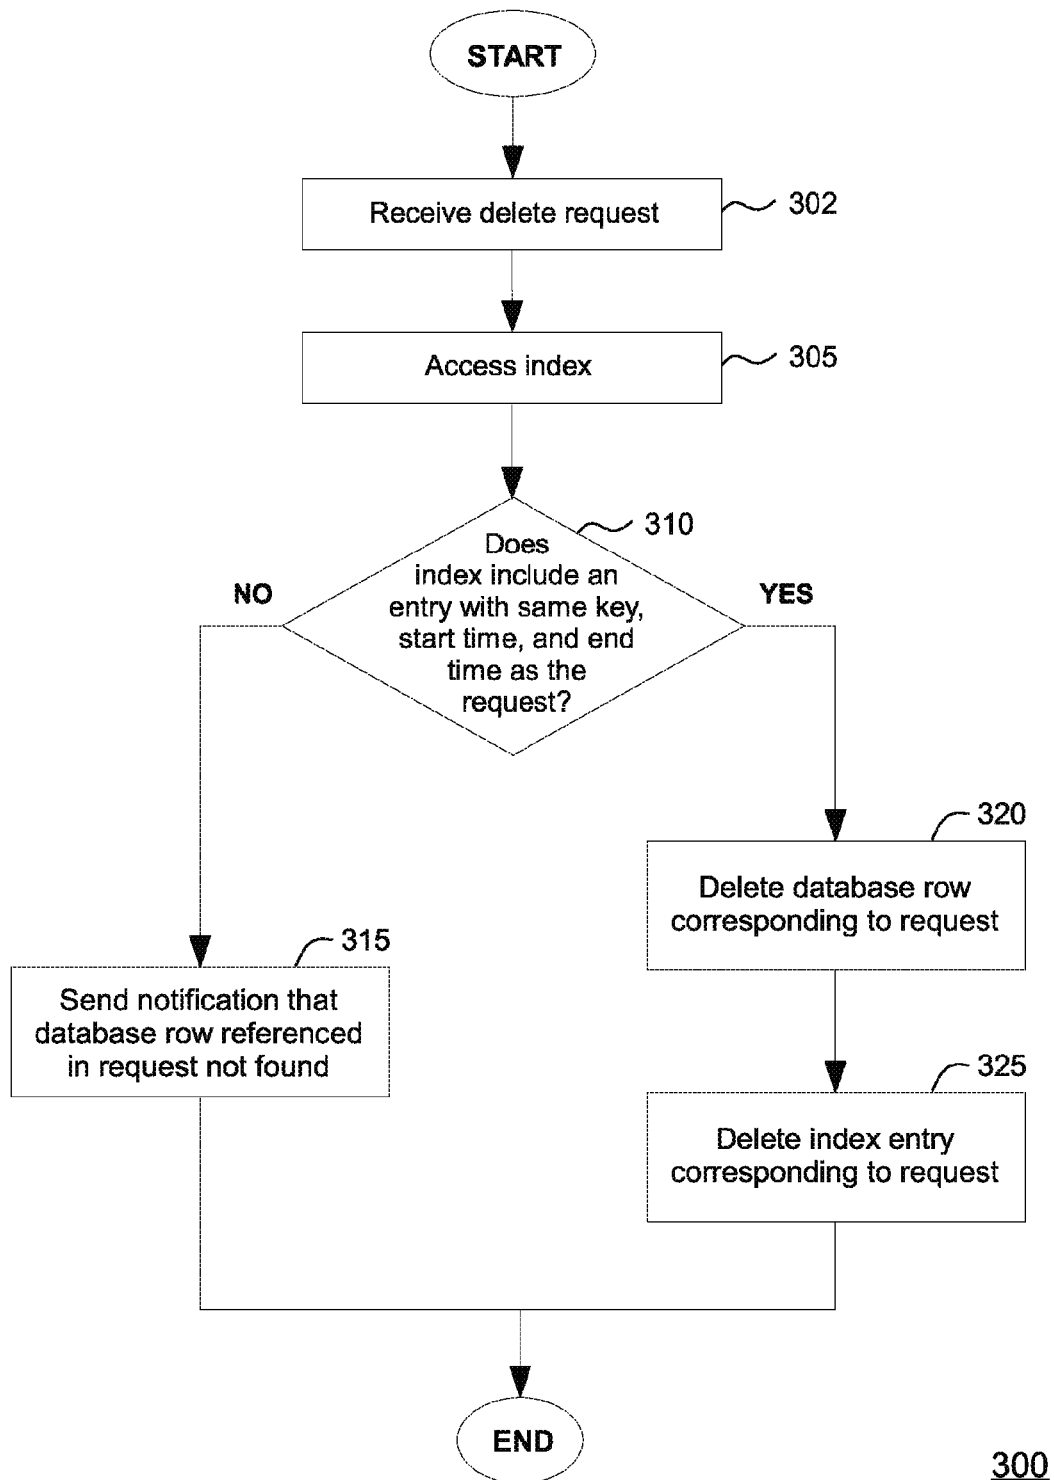 START
Receive delete request
302
Access index
305
310
Does
index include an
entry with same key,
start time, and end
time as the
request?
NO
YES
320
Delete database row
corresponding to request
315
Send notification that
database row referenced
in request not found
325
Delete index entry
corresponding to request
END
300